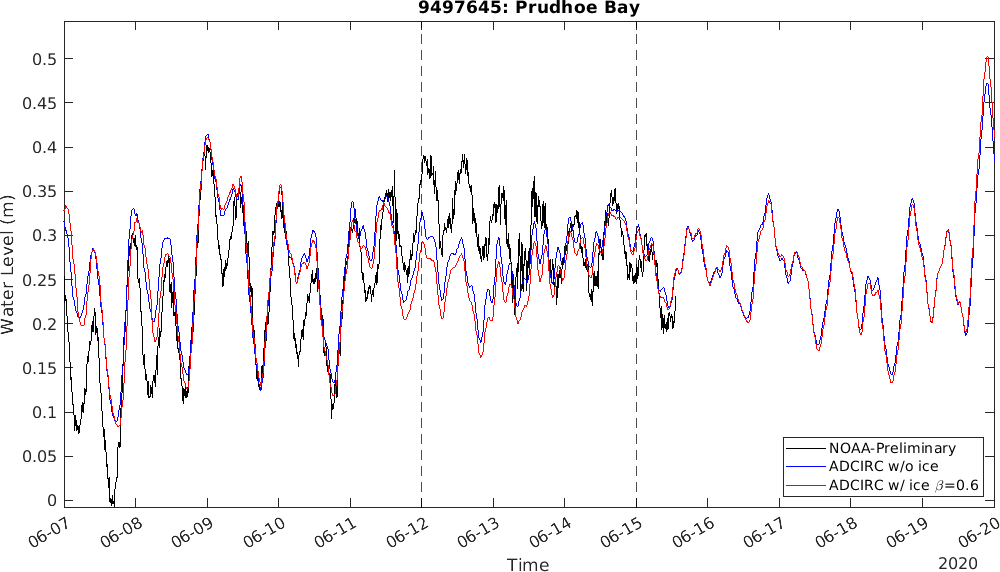 9497645: Prudhoe Bay
Water Level (m)
0.5
0.45
0.4
0.35
0.3
0.25
0.2
0.15
0.1
0.05
0
NOAA-Preliminary
ADCIRC w/o ice
ADCIRC w/ ice β=0.6
06-07 06-08 06-09 06-10 06-11 06-12 06-13 06-14 06-15 06-16 06-17 06-18 06-19 06-20
Time
2020